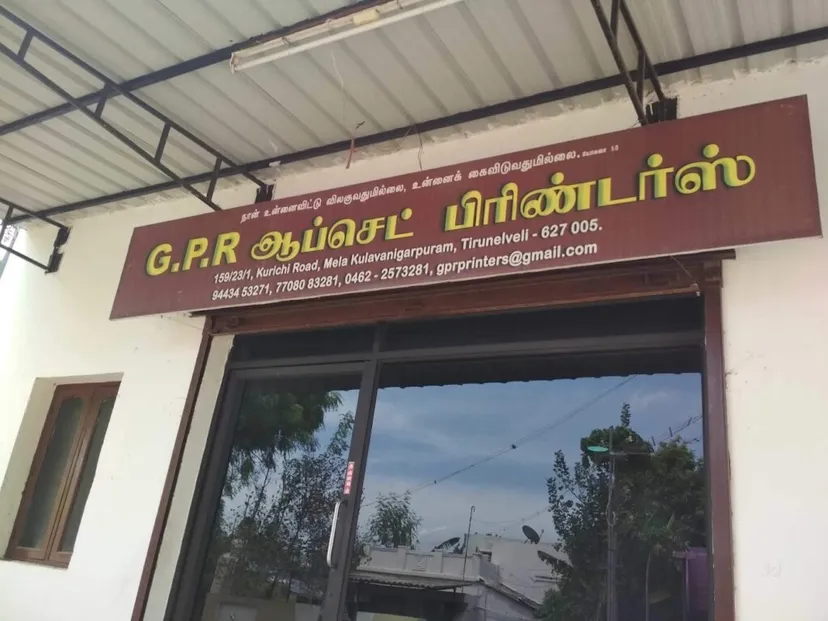 நான் உன்னைவிட்டு விலகுவதுமில்லை, உன்னைக் கைவிடுவதுமில்லை. யோசுவா 1:5
G.P.R ஆப்செட் பிரிண்டர்ஸ்
159/23/1, Kurichi Road, Mela Kulavanigarpuram, Tirunelveli - 627 005.
94434 53271, 77080 83281, 0462 - 2573281, gprprinters@gmail.com